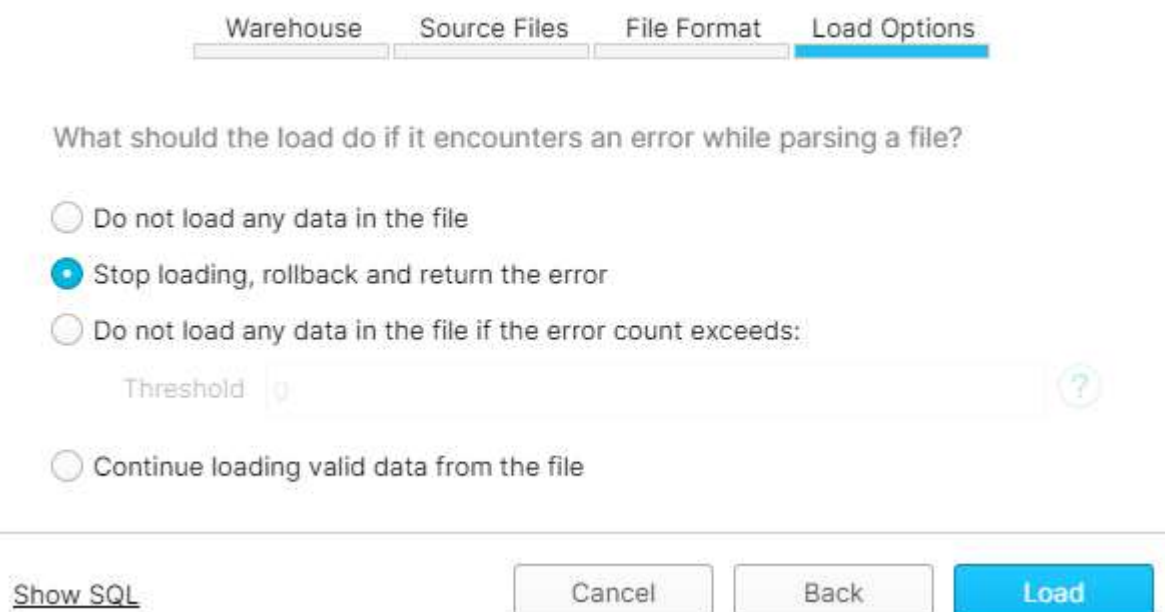 Warehouse Source Files File Format Load Options
What should the load do if it encounters an error while parsing a file?
Do not load any data in the file
Stop loading, rollback and return the error
Do not load any data in the file if the error count exceeds:
Threshold 0 ?
Continue loading valid data from the file
Show SQL Cancel Back Load